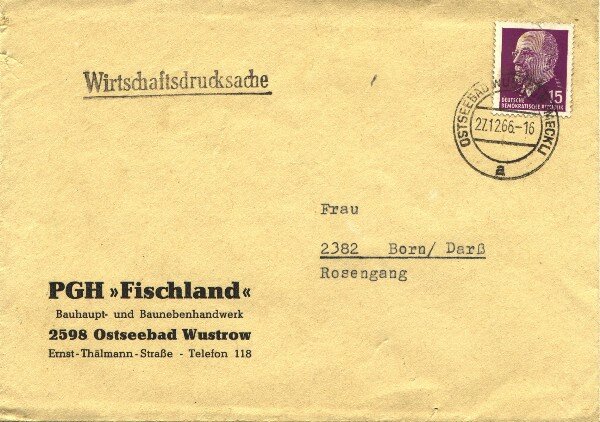 Wirtschaftsdrucksache
15
DEUTSCHE
DEMOKRATISCHE REPUBLIK
OSTSEEBAD (MECKL)
27.12.66.-16
a
Frau
2382 Born/ Darß
Rosengang
PGH »Fischland«
Bauhaupt- und Baunebenhandwerk
2598 Ostseebad Wustrow
Ernst-Thälmann-Straße - Telefon 118